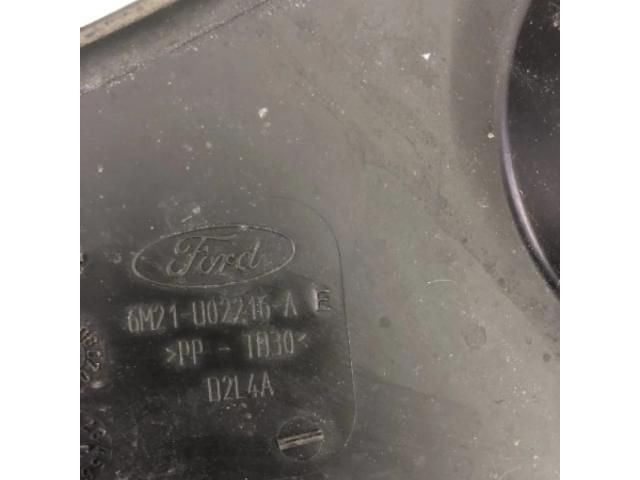 Ford
6M21-U02216-A E
>PP - TD30<
D2L4A